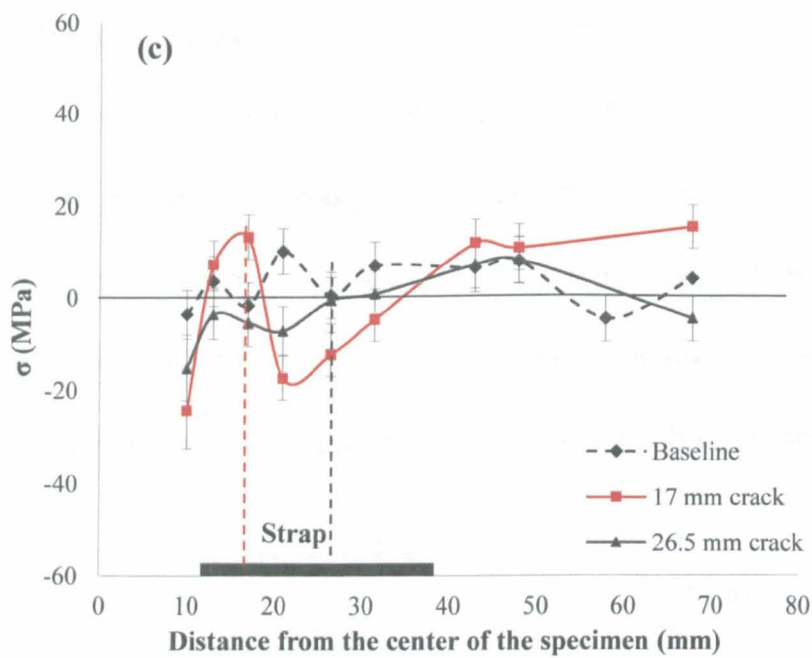 (c)
60
40
20
0
-20
-40
-60
σ (MPa)
Baseline
17 mm crack
26.5 mm crack
Strap
0 10 20 30 40 50 60 70 80
Distance from the center of the specimen (mm)